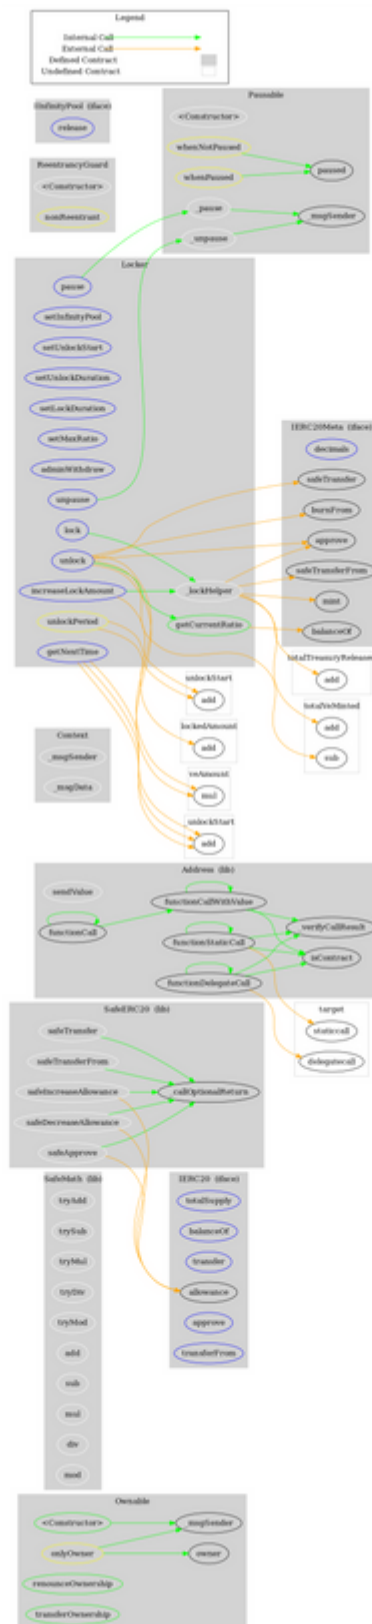 Legend
Internal Call
External Call
Defined Contract
Undefined Contract
IInfinityPool (iface)
release
Pausable
<Constructor>
whenNotPaused
whenPaused
paused
_pause
_msgSender
_unpause
ReentrancyGuard
<Constructor>
nonReentrant
Locker
pause
setInfinityPool
setUnlockStart
setUnlockDuration
setLockDuration
setMaxRatio
adminWithdraw
unpause
lock
unlock
increaseLockAmount
_lockHelper
unlockPeriod
getCurrentRatio
getNextTime
IERC20Meta (iface)
decimals
safeTransfer
burnFrom
approve
safeTransferFrom
mint
balanceOf
totalTreasuryRelease
add
unlockStart
add
totalVeMinted
add
sub
lockedAmount
add
veAmount
mul
unlockStart
add
Context
_msgSender
_msgData
Address (lib)
sendValue
functionCallWithValue
functionCall
verifyCallResult
functionStaticCall
isContract
functionDelegateCall
target
staticcall
delegatecall
SafeERC20 (lib)
safeTransfer
safeTransferFrom
safeIncreaseAllowance
_callOptionalReturn
safeDecreaseAllowance
safeApprove
SafeMath (lib)
tryAdd
trySub
tryMul
tryDiv
tryMod
add
sub
mul
div
mod
IERC20 (iface)
totalSupply
balanceOf
transfer
allowance
approve
transferFrom
Ownable
<Constructor>
_msgSender
onlyOwner
owner
renounceOwnership
transferOwnership